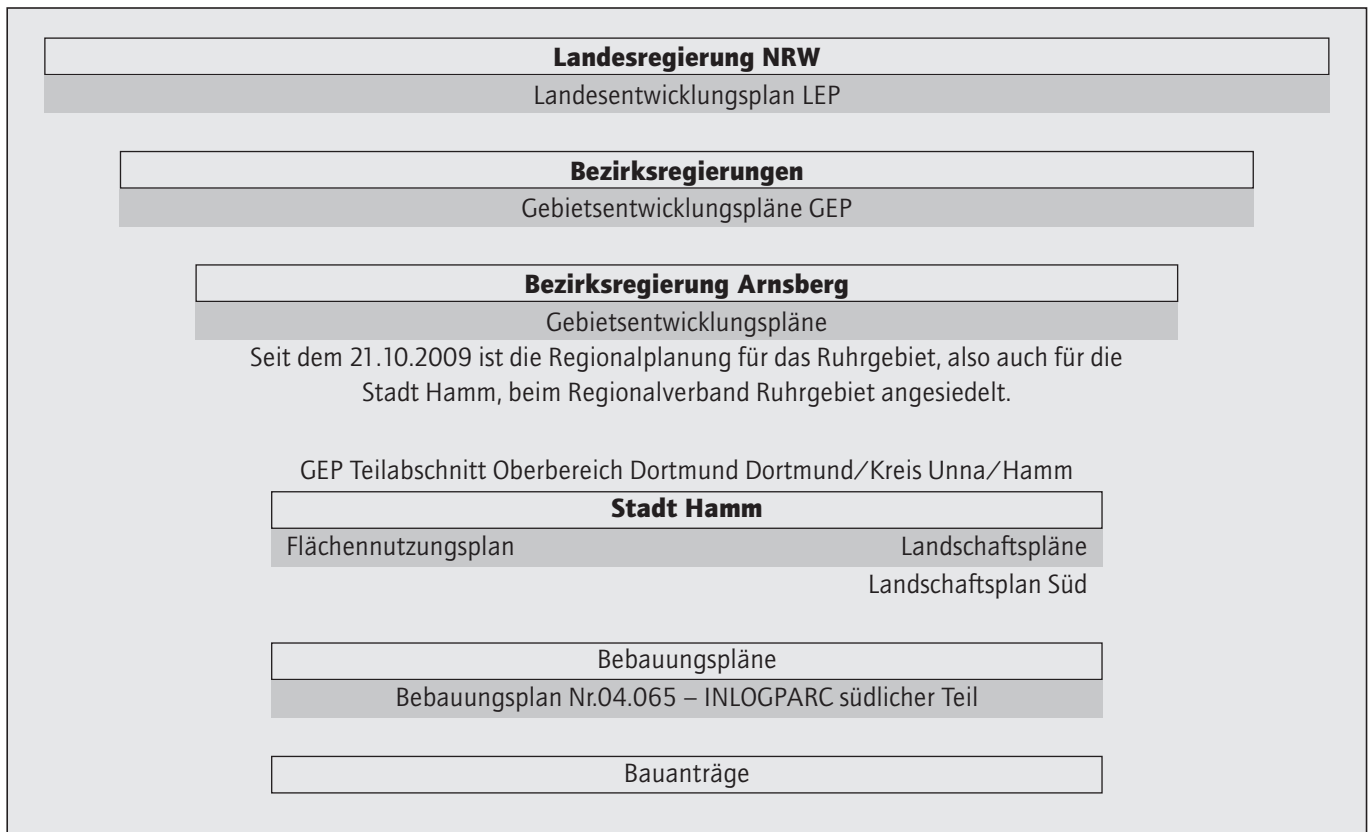 Landesregierung NRW
Landesentwicklungsplan LEP
Bezirksregierungen
Gebietsentwicklungspläne GEP
Bezirksregierung Arnsberg
Gebietsentwicklungspläne
Seit dem 21.10.2009 ist die Regionalplanung für das Ruhrgebiet, also auch für die
Stadt Hamm, beim Regionalverband Ruhrgebiet angesiedelt.
GEP Teilabschnitt Oberbereich Dortmund Dortmund/Kreis Unna/Hamm
Stadt Hamm
Flächennutzungsplan Landschaftspläne
Landschaftsplan Süd
Bebauungspläne
Bebauungsplan Nr.04.065 – INLOGPARC südlicher Teil
Bauanträge